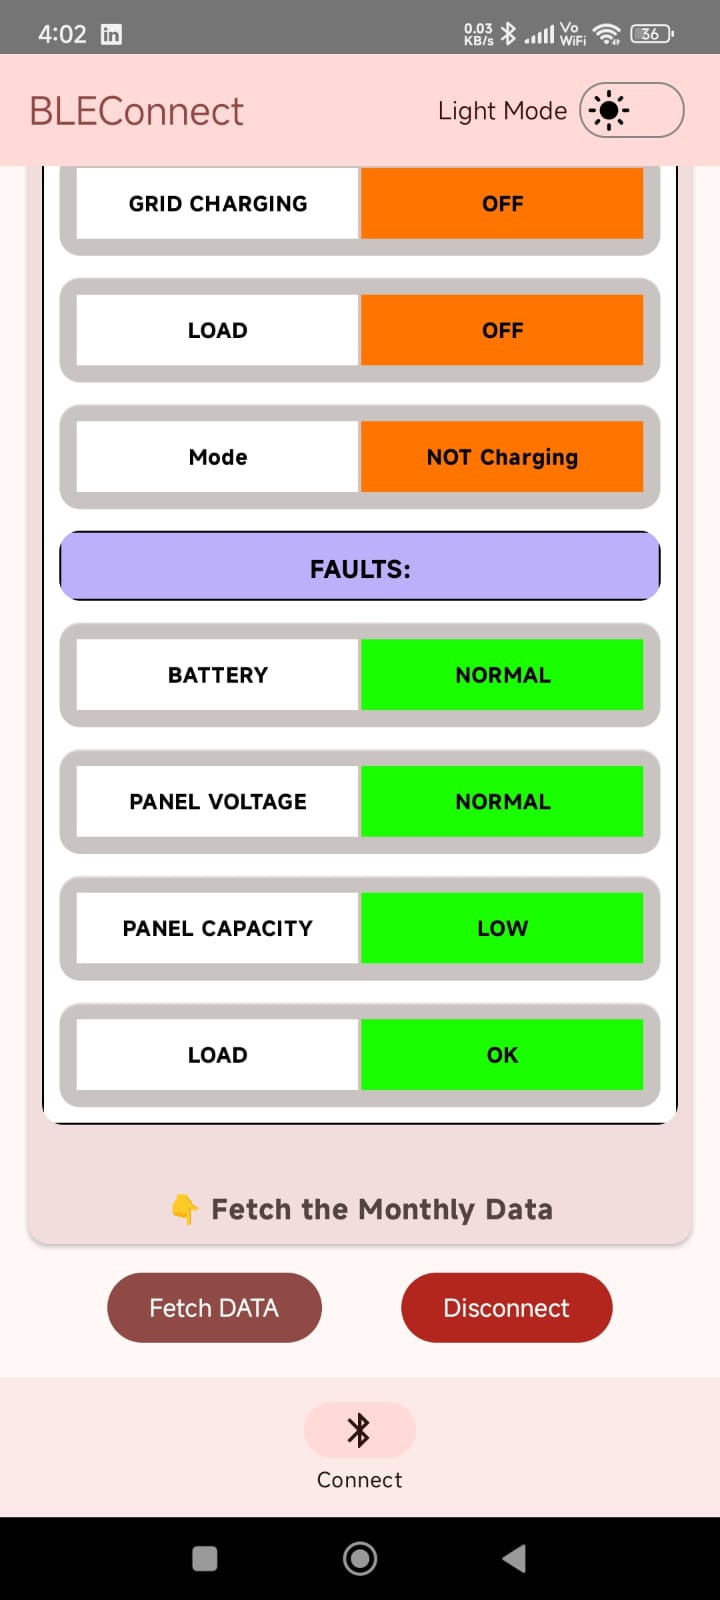 4:02 in 0.03 KB/s Vo WiFi 36
BLEConnect Light Mode
GRID CHARGING OFF
LOAD OFF
Mode NOT Charging
FAULTS:
BATTERY NORMAL
PANEL VOLTAGE NORMAL
PANEL CAPACITY LOW
LOAD OK
👇 Fetch the Monthly Data
Fetch DATA Disconnect
Connect